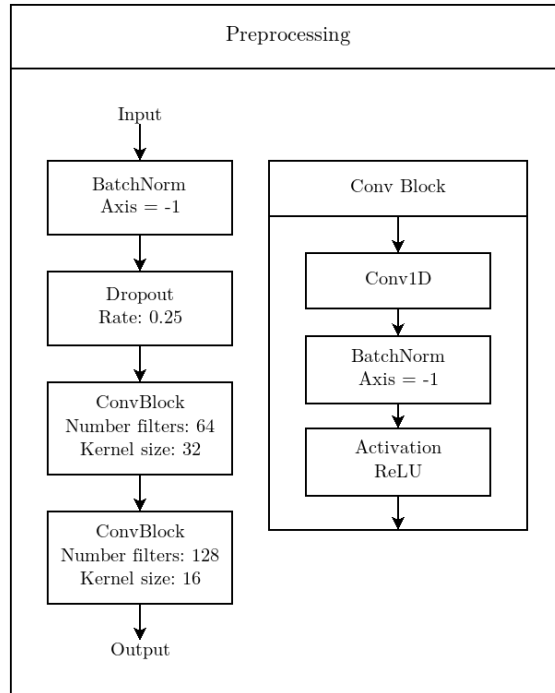 Preprocessing
Input
BatchNorm
Axis = -1
Dropout
Rate: 0.25
ConvBlock
Number filters: 64
Kernel size: 32
ConvBlock
Number filters: 128
Kernel size: 16
Output
Conv Block
Conv1D
BatchNorm
Axis = -1
Activation
ReLU